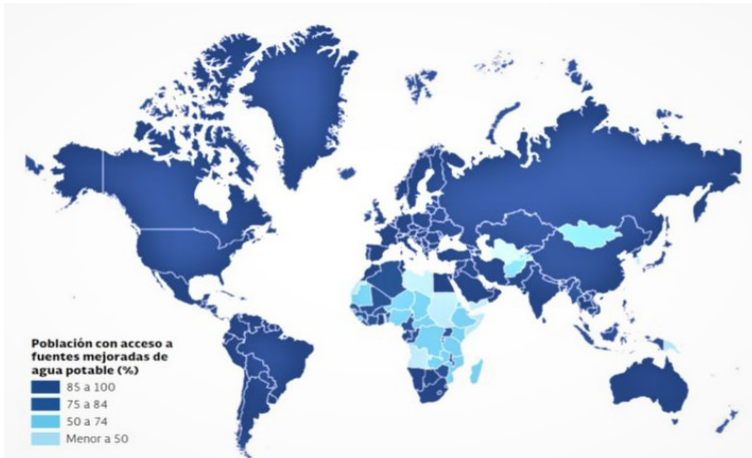 Población con acceso a
fuentes mejoradas de
agua potable (%)
85 a 100
75 a 84
50 a 74
Menor a 50